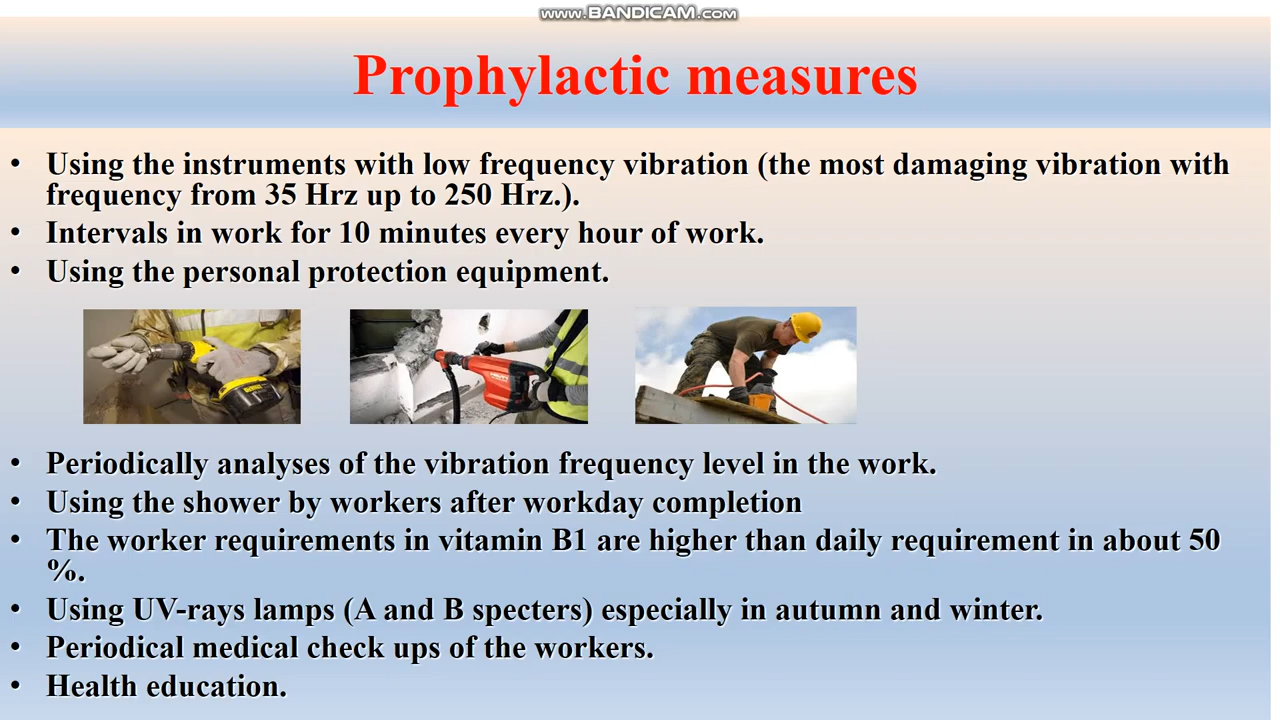 www.BANDICAM.com
Prophylactic measures
• Using the instruments with low frequency vibration (the most damaging vibration with
frequency from 35 Hrz up to 250 Hrz.).
• Intervals in work for 10 minutes every hour of work.
• Using the personal protection equipment.
• Periodically analyses of the vibration frequency level in the work.
• Using the shower by workers after workday completion
• The worker requirements in vitamin B1 are higher than daily requirement in about 50
%.
• Using UV-rays lamps (A and B specters) especially in autumn and winter.
• Periodical medical check ups of the workers.
• Health education.